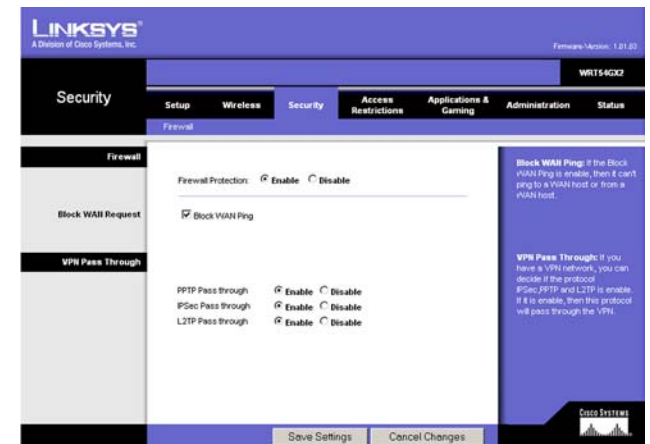 LINKSYS®
A Division of Cisco Systems, Inc.
Firmware Version: 1.01.03
WRT54GX2
Security
Setup
Wireless
Security
Access Restrictions
Applications & Gaming
Administration
Status
Firewall
Firewall
Firewall Protection: Enable Disable
Block WAN Request
Block WAN Ping
VPN Pass Through
PPTP Pass through Enable Disable
IPSec Pass through Enable Disable
L2TP Pass through Enable Disable
Block WAN Ping: If the Block
WAN Ping is enable, then it can't
ping to a WAN host or from a
WAN host.
VPN Pass Through: If you
have a VPN network, you can
decide if the protocol
IPSec,PPTP and L2TP is enable.
If it is enable, then this protocol
will pass through the VPN.
CISCO SYSTEMS
Save Settings
Cancel Changes